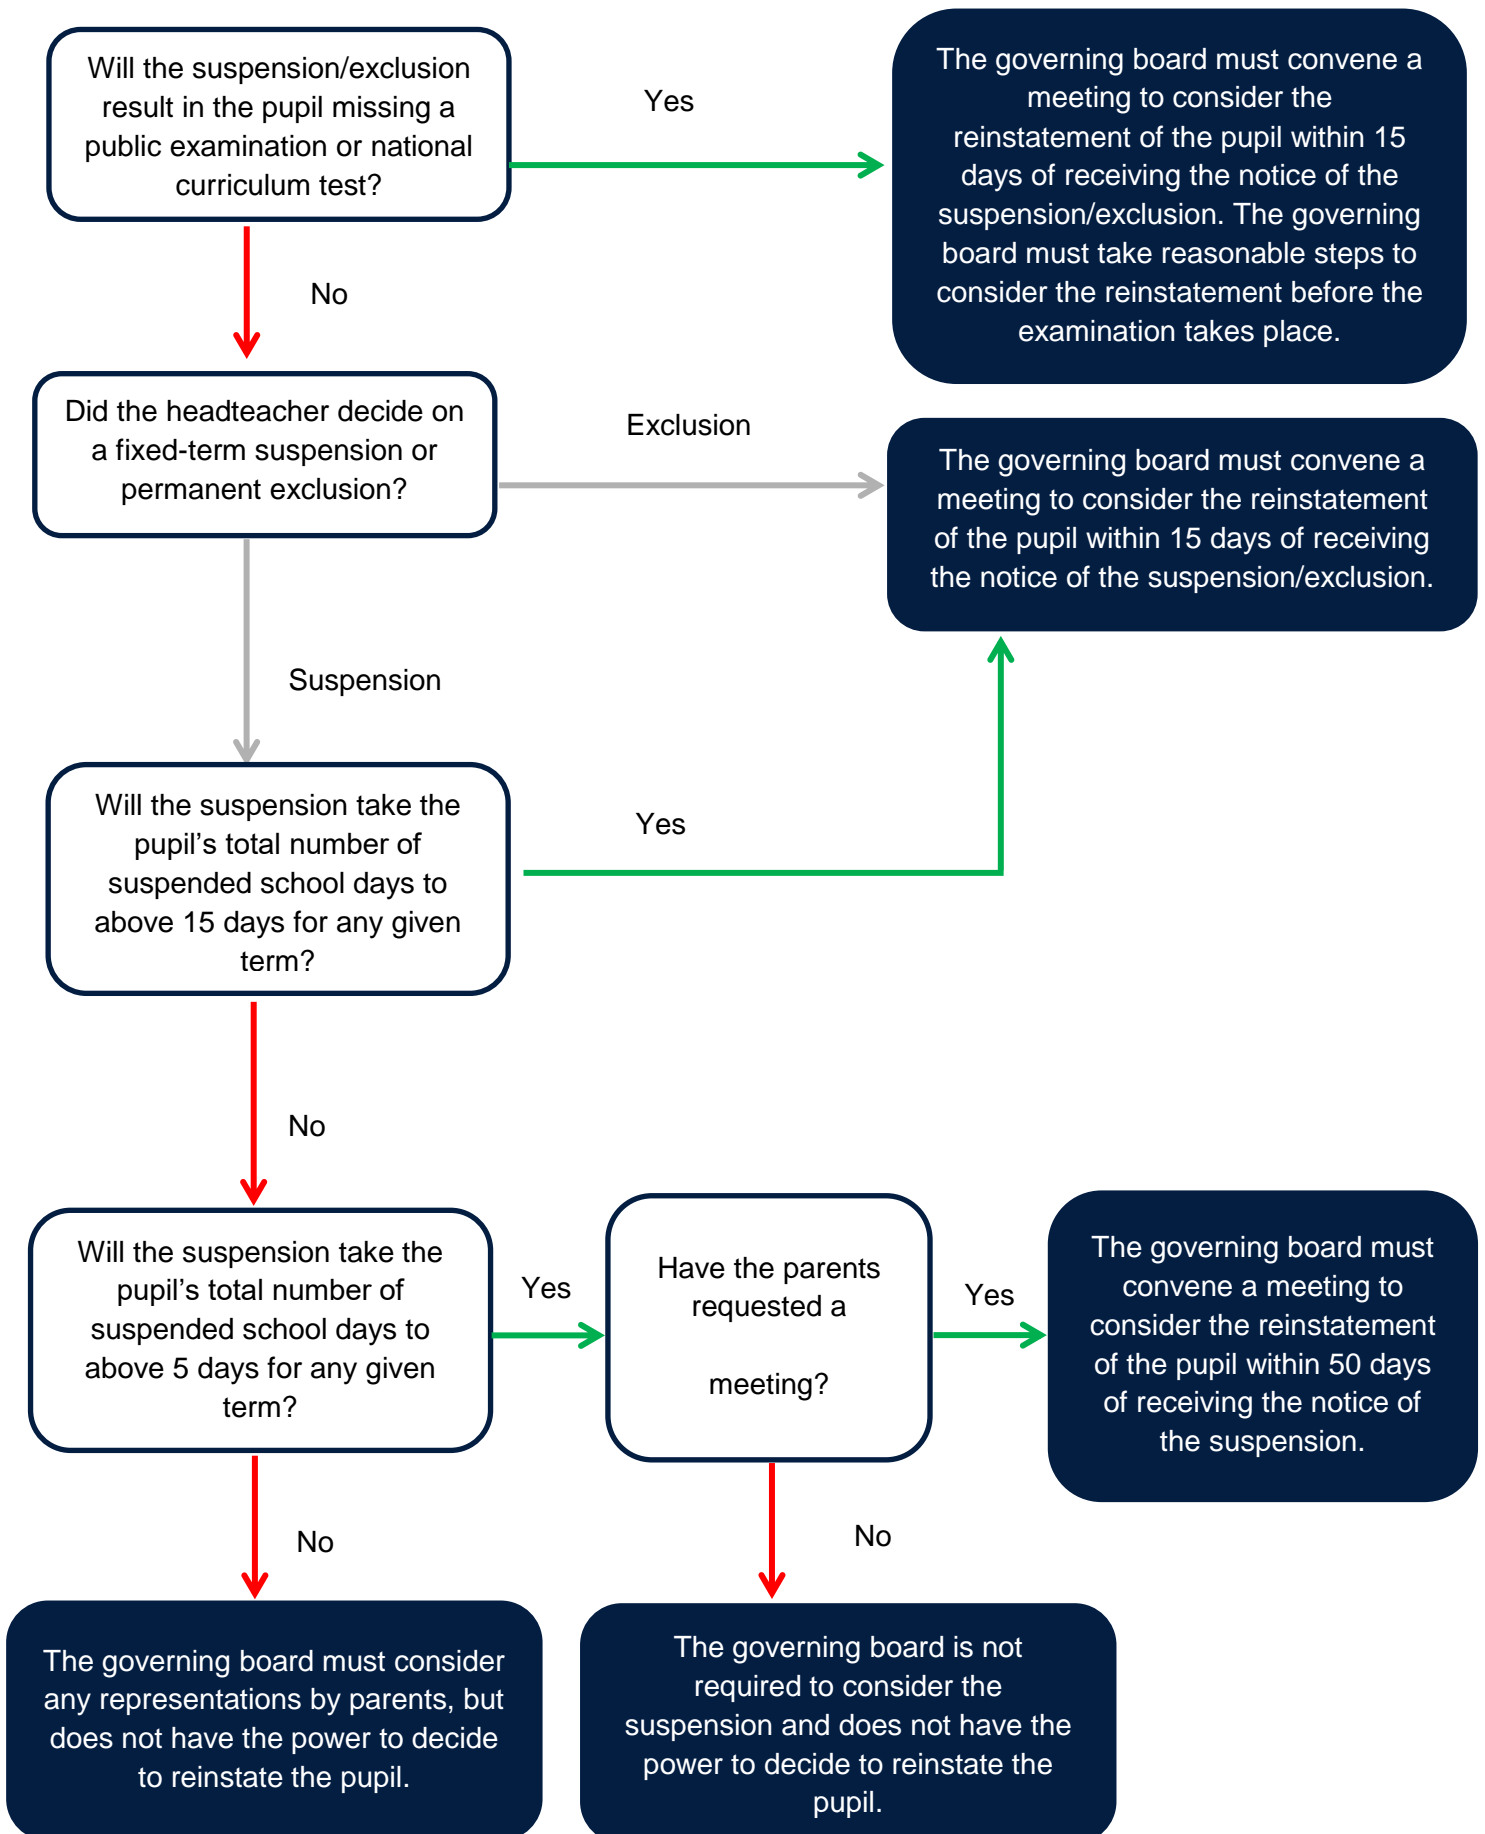 Will the suspension/exclusion
result in the pupil missing a
public examination or national
curriculum test?
Yes
The governing board must convene a
meeting to consider the
reinstatement of the pupil within 15
days of receiving the notice of the
suspension/exclusion. The governing
board must take reasonable steps to
consider the reinstatement before the
examination takes place.
No
Did the headteacher decide on
a fixed-term suspension or
permanent exclusion?
Exclusion
The governing board must convene a
meeting to consider the reinstatement
of the pupil within 15 days of receiving
the notice of the suspension/exclusion.
Suspension
Will the suspension take the
pupil’s total number of
suspended school days to
above 15 days for any given
term?
Yes
No
Will the suspension take the
pupil’s total number of
suspended school days to
above 5 days for any given
term?
Yes
Have the parents
requested a
meeting?
Yes
The governing board must
convene a meeting to
consider the reinstatement
of the pupil within 50 days
of receiving the notice of
the suspension.
No
No
The governing board must consider
any representations by parents, but
does not have the power to decide
to reinstate the pupil.
The governing board is not
required to consider the
suspension and does not have the
power to decide to reinstate the
pupil.